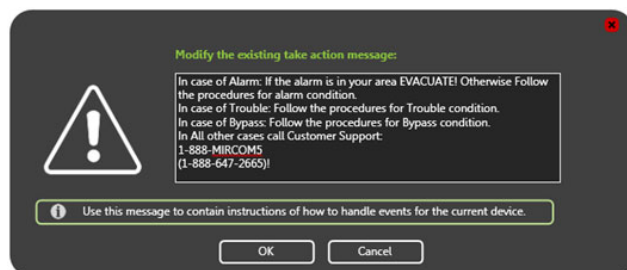 Modify the existing take action message:
In case of Alarm: If the alarm is in your area EVACUATE! Otherwise Follow
the procedures for alarm condition.
In case of Trouble: Follow the procedures for Trouble condition.
In case of Bypass: Follow the procedures for Bypass condition.
In All other cases call Customer Support:
1-888-MIRCOM5
(1-888-647-2665)!
Use this message to contain instructions of how to handle events for the current device.
OK
Cancel